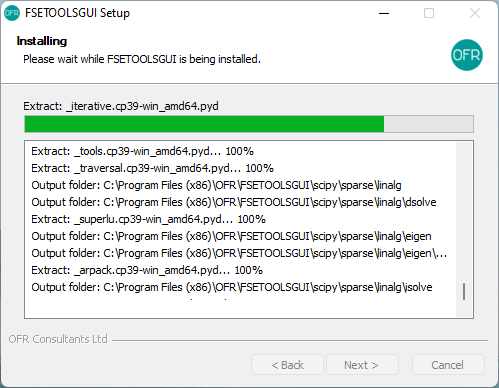 OFR FSETOOLSGUI Setup
Installing
Please wait while FSETOOLSGUI is being installed.
OFR
Extract: _iterative.cp39-win_amd64.pyd
Extract: _tools.cp39-win_amd64.pyd... 100%
Extract: _traversal.cp39-win_amd64.pyd... 100%
Output folder: C:\Program Files (x86)\OFR\FSETOOLSGUI\scipy\sparse\linalg
Output folder: C:\Program Files (x86)\OFR\FSETOOLSGUI\scipy\sparse\linalg\dsolve
Extract: _superlu.cp39-win_amd64.pyd... 100%
Output folder: C:\Program Files (x86)\OFR\FSETOOLSGUI\scipy\sparse\linalg\eigen
Output folder: C:\Program Files (x86)\OFR\FSETOOLSGUI\scipy\sparse\linalg\eigen\...
Extract: _arpack.cp39-win_amd64.pyd... 100%
Output folder: C:\Program Files (x86)\OFR\FSETOOLSGUI\scipy\sparse\linalg\isolve
OFR Consultants Ltd
< Back Next > Cancel